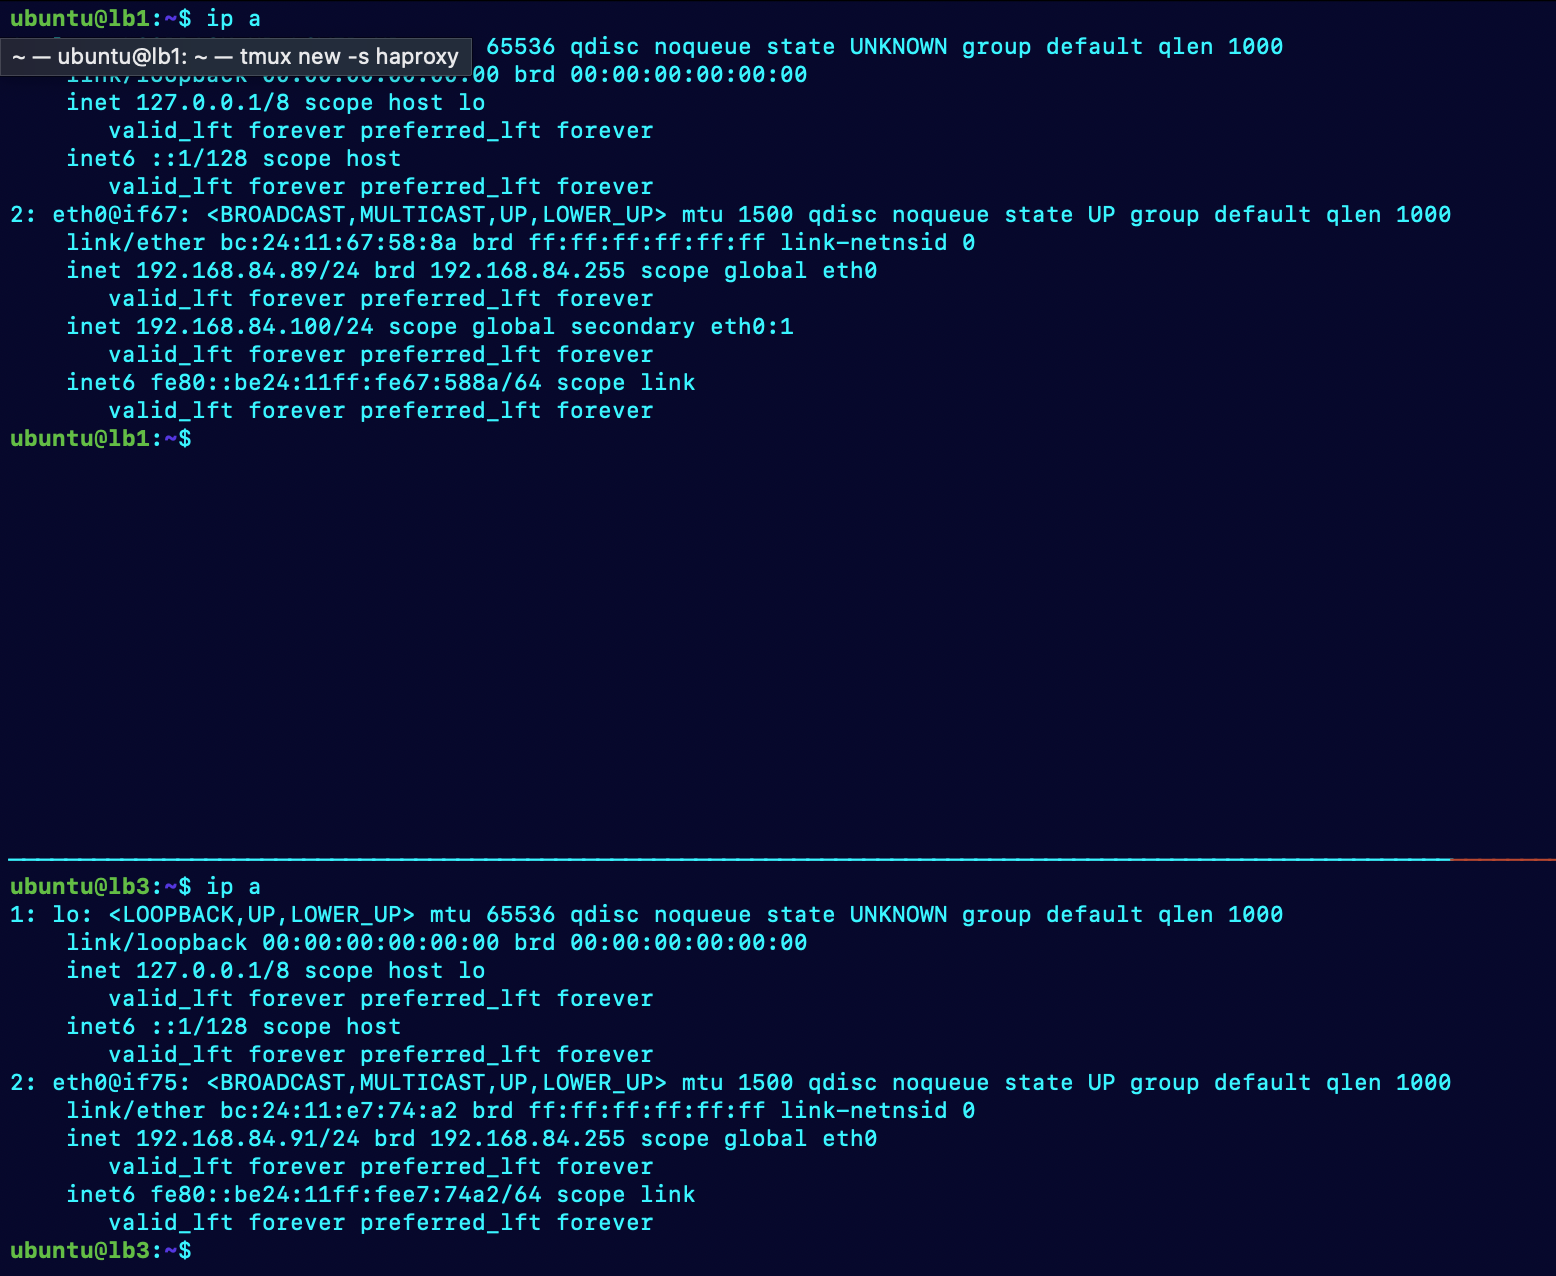 ubuntu@lb1:~$ ip a
65536 qdisc noqueue state UNKNOWN group default qlen 1000
~ — ubuntu@lb1: ~ — tmux new -s haproxy
link/loopback 00:00:00:00:00:00 brd 00:00:00:00:00:00
    inet 127.0.0.1/8 scope host lo
       valid_lft forever preferred_lft forever
    inet6 ::1/128 scope host
       valid_lft forever preferred_lft forever
2: eth0@if67: <BROADCAST,MULTICAST,UP,LOWER_UP> mtu 1500 qdisc noqueue state UP group default qlen 1000
    link/ether bc:24:11:67:58:8a brd ff:ff:ff:ff:ff:ff link-netnsid 0
    inet 192.168.84.89/24 brd 192.168.84.255 scope global eth0
       valid_lft forever preferred_lft forever
    inet 192.168.84.100/24 scope global secondary eth0:1
       valid_lft forever preferred_lft forever
    inet6 fe80::be24:11ff:fe67:588a/64 scope link
       valid_lft forever preferred_lft forever
ubuntu@lb1:~$
ubuntu@lb3:~$ ip a
1: lo: <LOOPBACK,UP,LOWER_UP> mtu 65536 qdisc noqueue state UNKNOWN group default qlen 1000
    link/loopback 00:00:00:00:00:00 brd 00:00:00:00:00:00
    inet 127.0.0.1/8 scope host lo
       valid_lft forever preferred_lft forever
    inet6 ::1/128 scope host
       valid_lft forever preferred_lft forever
2: eth0@if75: <BROADCAST,MULTICAST,UP,LOWER_UP> mtu 1500 qdisc noqueue state UP group default qlen 1000
    link/ether bc:24:11:e7:74:a2 brd ff:ff:ff:ff:ff:ff link-netnsid 0
    inet 192.168.84.91/24 brd 192.168.84.255 scope global eth0
       valid_lft forever preferred_lft forever
    inet6 fe80::be24:11ff:fee7:74a2/64 scope link
       valid_lft forever preferred_lft forever
ubuntu@lb3:~$